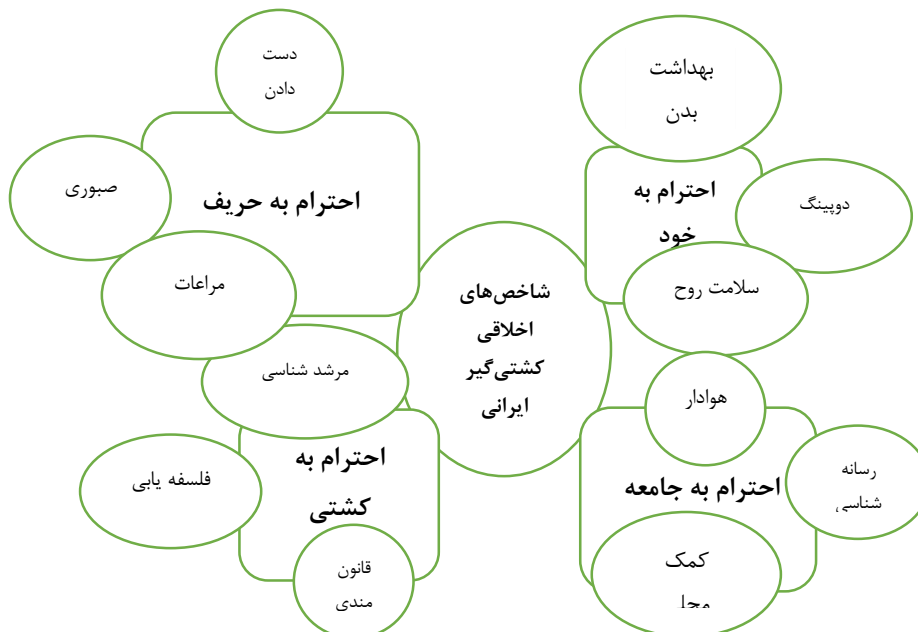 بهداشت
بدن
احترام به
خود
دوپینگ
سلامت روح
دست
دادن
احترام به حریف
صبوری
مراعات
شاخص‌های
اخلاقی
کشتی‌گیر
ایرانی
هوادار
احترام به جامعه
رسانه
شناسی
کمک
مرشد شناسی
احترام به
کشتی
فلسفه یابی
قانون
مندی